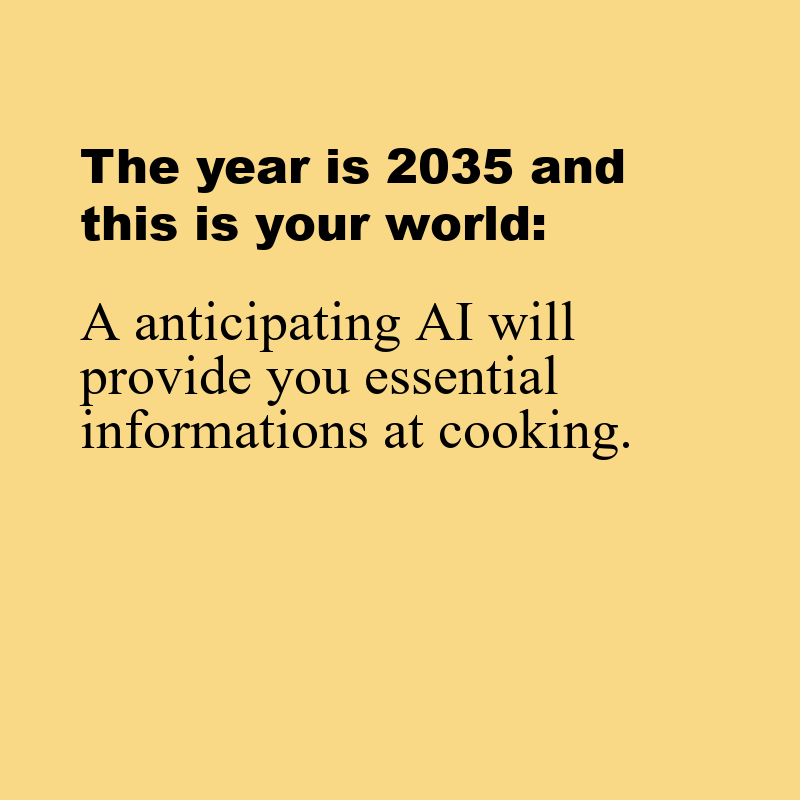 The year is 2035 and
this is your world:
A anticipating AI will
provide you essential
informations at cooking.